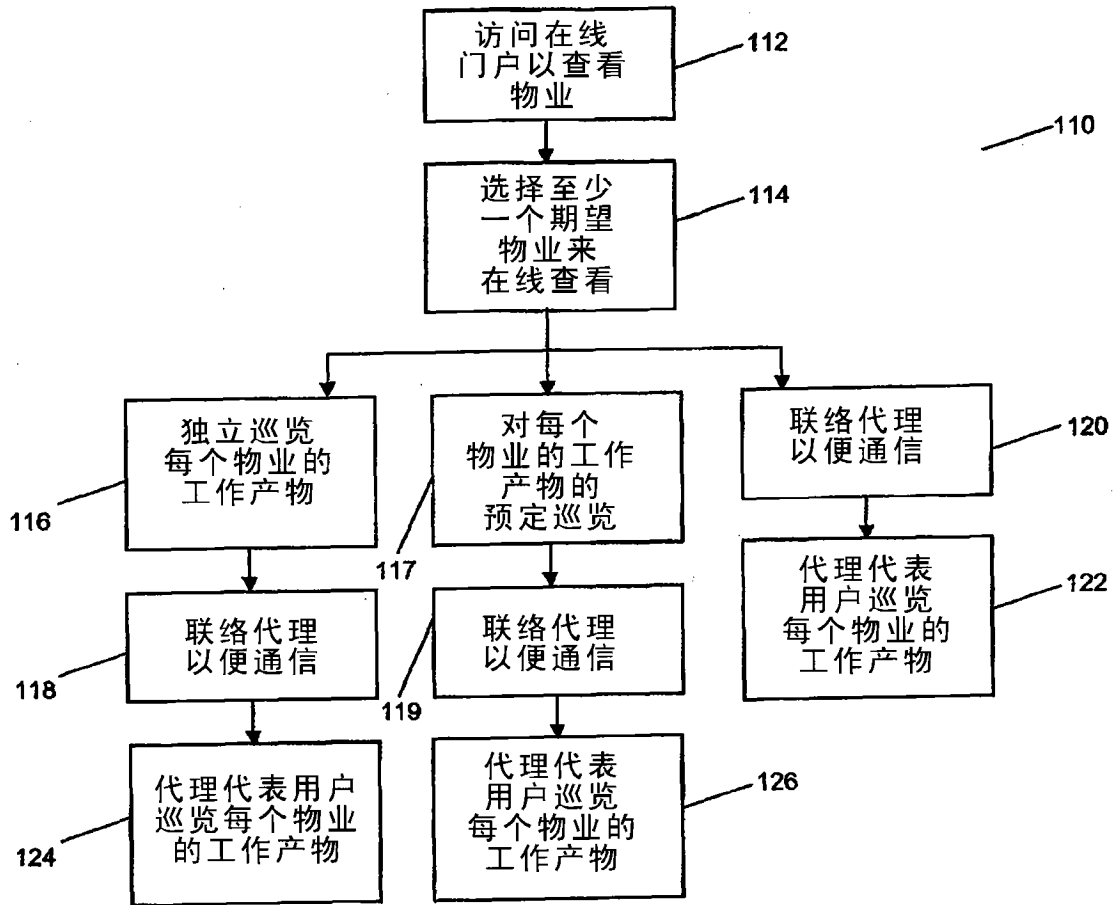 访问在线
门户以查看
物业
112
110
选择至少
一个期望
物业来
在线查看
114
独立巡览
每个物业的
工作产物
116
对每个
物业的工作
产物的
预定巡览
117
联络代理
以便通信
120
联络代理
以便通信
118
联络代理
以便通信
119
代理代表
用户巡览
每个物业的
工作产物
122
代理代表用户
巡览每个物业
的工作产物
124
代理代表
用户巡览
每个物业的
工作产物
126